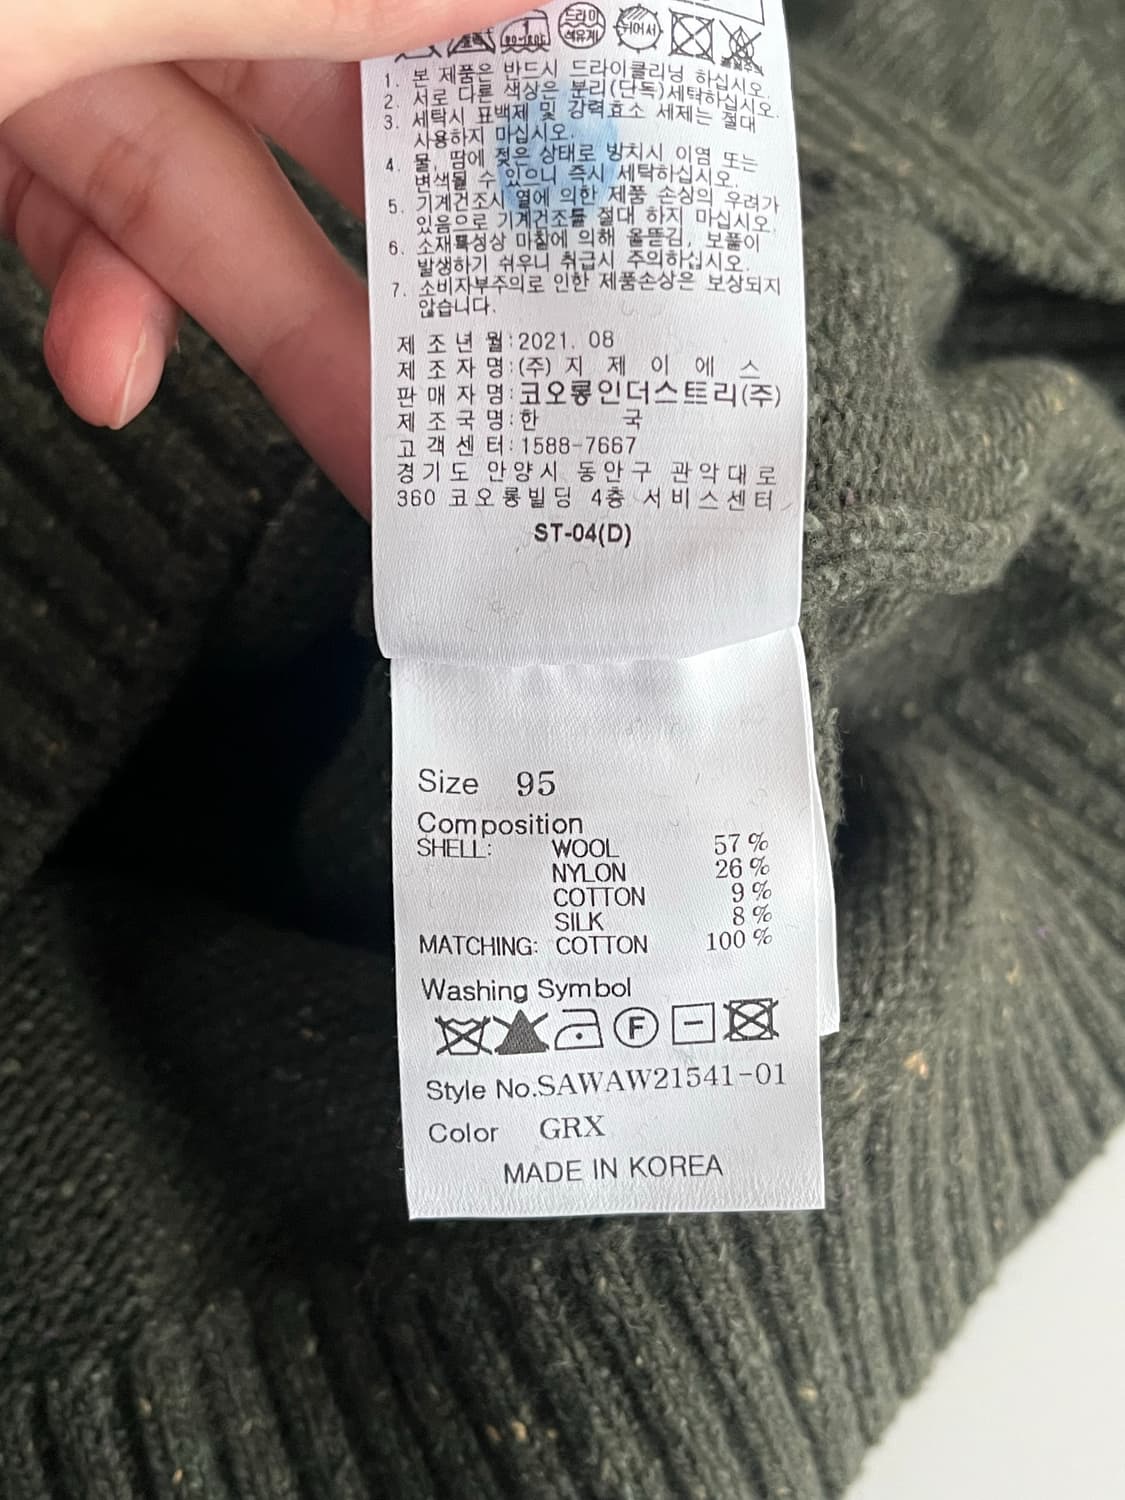 80~120℃
드라이
석유계
뉘어서
1. 본 제품은 반드시 드라이클리닝 하십시오.
2. 서로 다른 색상은 분리(단독)세탁하십시오.
3. 세탁시 표백제 및 강력효소 세제는 절대
사용하지 마십시오.
4. 물, 땀에 젖은 상태로 방치시 이염 또는
변색될 수 있으니 즉시 세탁하십시오.
5. 기계건조시 열에 의한 제품 손상의 우려가
있음으로 기계건조를 절대 하지 마십시오.
6. 소재특성상 마찰에 의해 올뜯김, 보풀이
발생하기 쉬우니 취급시 주의하십시오.
7. 소비자부주의로 인한 제품손상은 보상되지
않습니다.
제 조 년 월:2021. 08
제 조 자 명:(주) 지 제 이 에 스
판 매 자 명:코오롱인더스트리(주)
제 조 국 명:한 국
고 객 센 터:1588-7667
경기도 안양시 동안구 관악대로
360 코오롱빌딩 4층 서비스센터
ST-04(D)
Size 95
Composition
SHELL: WOOL 57 %
NYLON 26 %
COTTON 9 %
SILK 8 %
MATCHING: COTTON 100 %
Washing Symbol
F
Style No.SAWAW21541-01
Color GRX
MADE IN KOREA